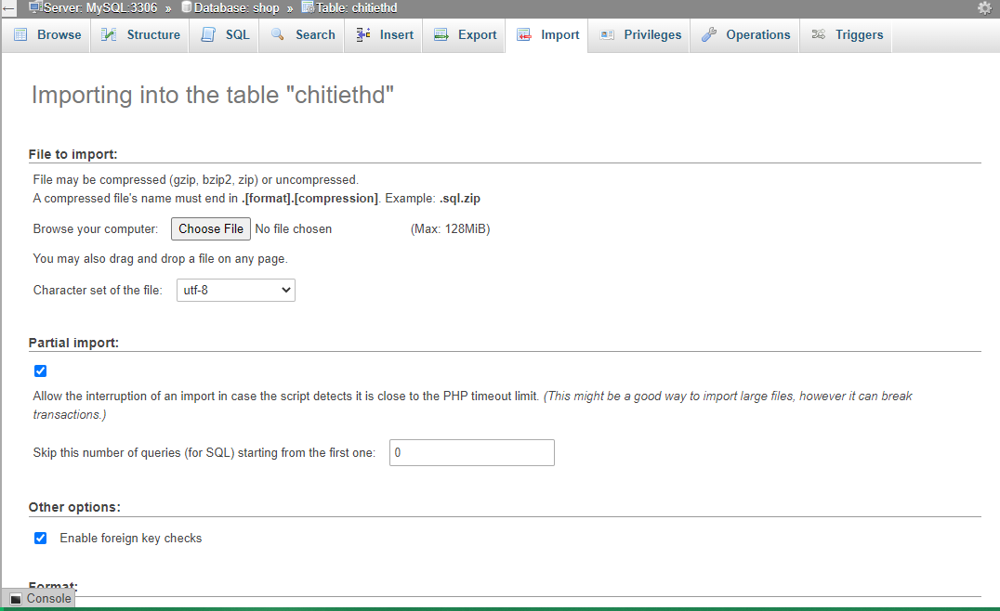 Server: MySQL:3306 » Database: shop » Table: chitiethd
Browse Structure SQL Search Insert Export Import Privileges Operations Triggers
Importing into the table "chitiethd"
File to import:
File may be compressed (gzip, bzip2, zip) or uncompressed.
A compressed file's name must end in .[format].[compression]. Example: .sql.zip
Browse your computer: Choose File No file chosen (Max: 128MiB)
You may also drag and drop a file on any page.
Character set of the file: utf-8
Partial import:
Allow the interruption of an import in case the script detects it is close to the PHP timeout limit. (This might be a good way to import large files, however it can break
transactions.)
Skip this number of queries (for SQL) starting from the first one: 0
Other options:
Enable foreign key checks
Format:
Console